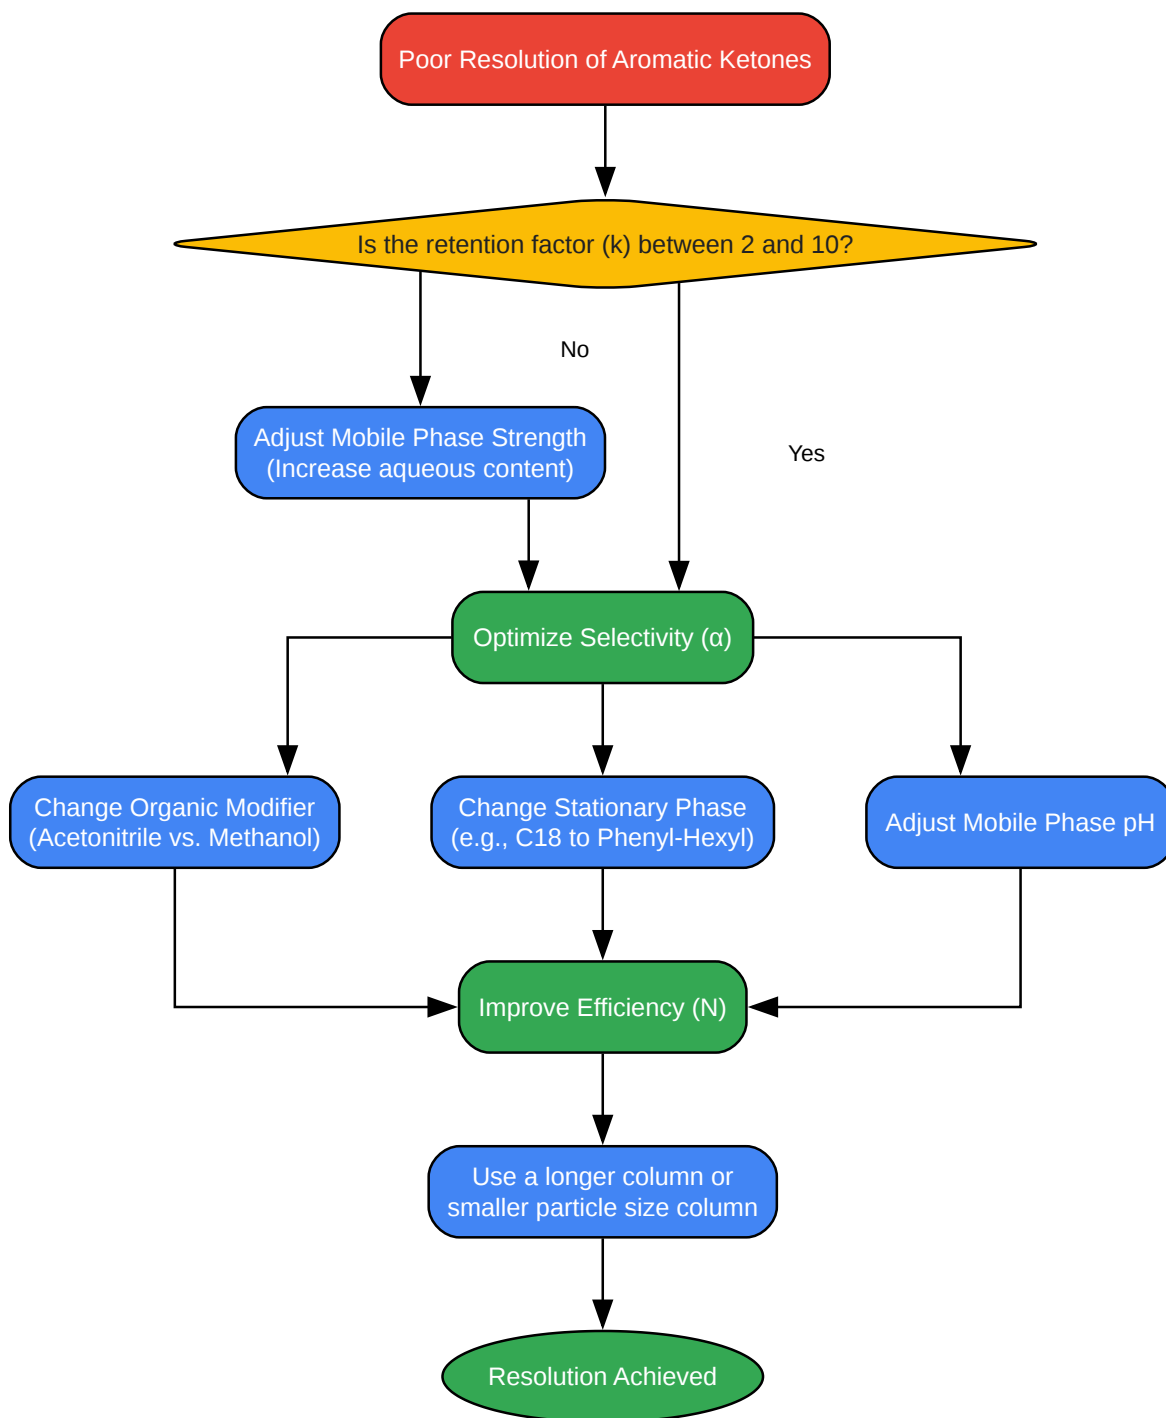 Poor Resolution of Aromatic Ketones
Is the retention factor (k) between 2 and 10?
No
Adjust Mobile Phase Strength
(Increase aqueous content)
Yes
Optimize Selectivity (α)
Change Organic Modifier
(Acetonitrile vs. Methanol)
Change Stationary Phase
(e.g., C18 to Phenyl-Hexyl)
Adjust Mobile Phase pH
Improve Efficiency (N)
Use a longer column or
smaller particle size column
Resolution Achieved